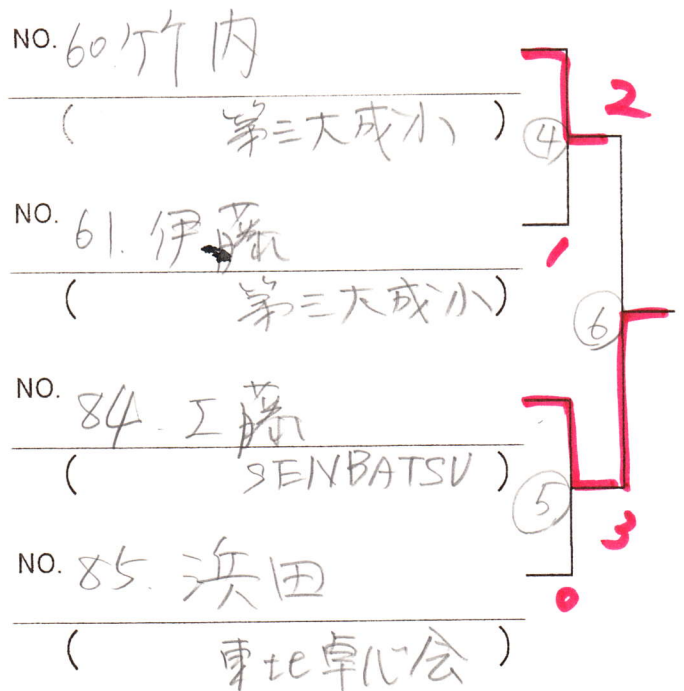 NO. 60. 竹内
( 第三大成小 )
④
2
NO. 61. 伊藤
1
( 第三大成小 )
⑥
NO. 84. 工藤
( SENBATSU )
⑤
3
NO. 85. 浜田
0
( 東北卓心会 )